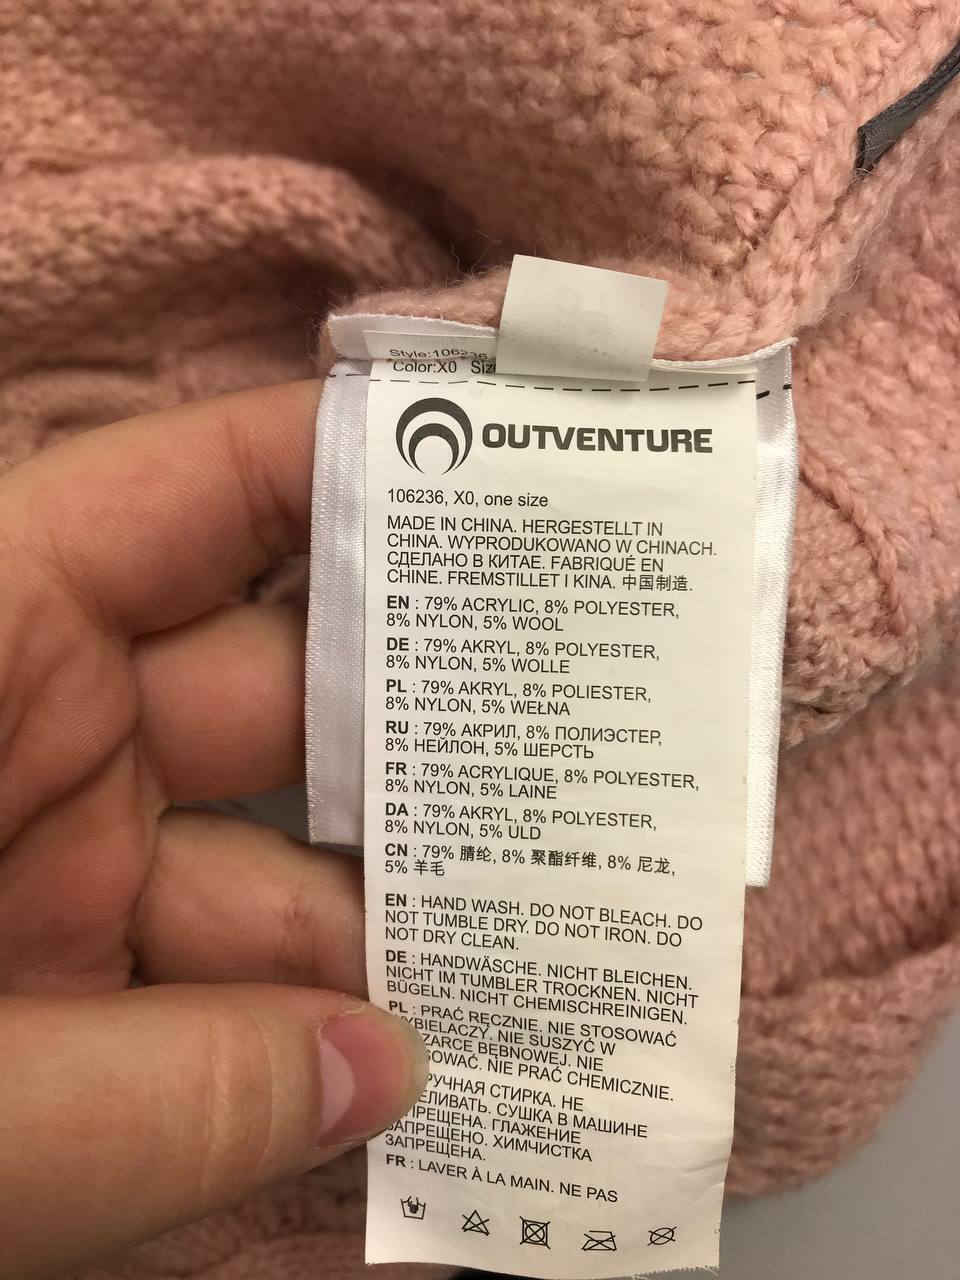 Style:106236
Color:X0 Size
OUTVENTURE
106236, X0, one size
MADE IN CHINA. HERGESTELLT IN
CHINA. WYPRODUKOWANO W CHINACH.
СДЕЛАНО В КИТАЕ. FABRIQUÉ EN
CHINE. FREMSTILLET I KINA. 中国制造.
EN : 79% ACRYLIC, 8% POLYESTER,
8% NYLON, 5% WOOL
DE : 79% AKRYL, 8% POLYESTER,
8% NYLON, 5% WOLLE
PL : 79% AKRYL, 8% POLIESTER,
8% NYLON, 5% WEŁNA
RU : 79% АКРИЛ, 8% ПОЛИЭСТЕР,
8% НЕЙЛОН, 5% ШЕРСТЬ
FR : 79% ACRYLIQUE, 8% POLYESTER,
8% NYLON, 5% LAINE
DA : 79% AKRYL, 8% POLYESTER,
8% NYLON, 5% ULD
CN : 79% 腈纶, 8% 聚酯纤维, 8% 尼龙,
5% 羊毛
EN : HAND WASH. DO NOT BLEACH. DO
NOT TUMBLE DRY. DO NOT IRON. DO
NOT DRY CLEAN.
DE : HANDWÄSCHE. NICHT BLEICHEN.
NICHT IM TUMBLER TROCKNEN. NICHT
BÜGELN. NICHT CHEMISCHREINIGEN.
PL : PRAĆ RĘCZNIE. NIE STOSOWAĆ
YBIELACZY. NIE SUSZYĆ W
ZARCE BĘBNOWEJ. NIE
SOWAĆ. NIE PRAĆ CHEMICZNIE.
РУЧНАЯ СТИРКА. НЕ
ЕЛИВАТЬ. СУШКА В МАШИНЕ
ПРЕЩЕНА. ГЛАЖЕНИЕ
ЗАПРЕЩЕНО. ХИМЧИСТКА
ЗАПРЕЩЕНА.
FR : LAVER À LA MAIN. NE PAS